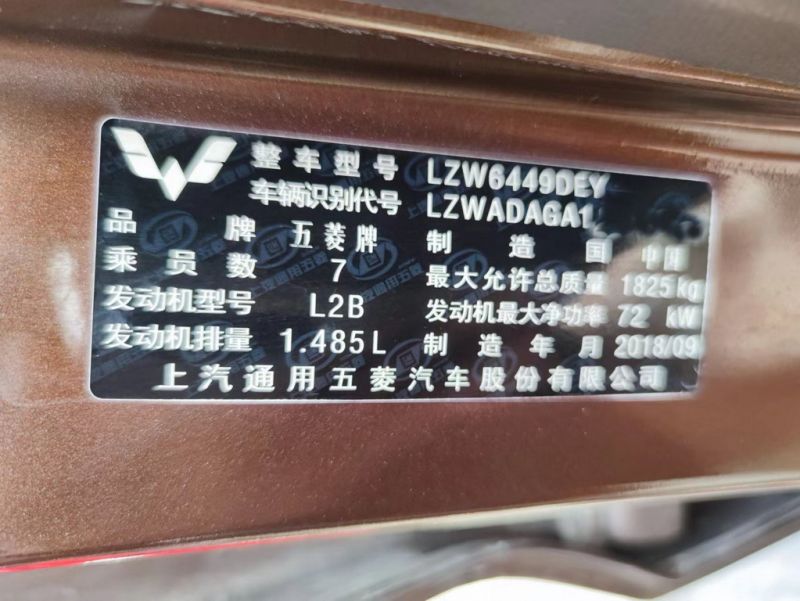 整车型号 LZW6449DEY
车辆识别代号 LZWADAGA1
品牌 五菱牌 制造国 中国
乘员数 7 最大允许总质量 1825kg
发动机型号 L2B 发动机最大净功率 72 kW
发动机排量 1.485L 制造年月 2018/09
上汽通用五菱汽车股份有限公司